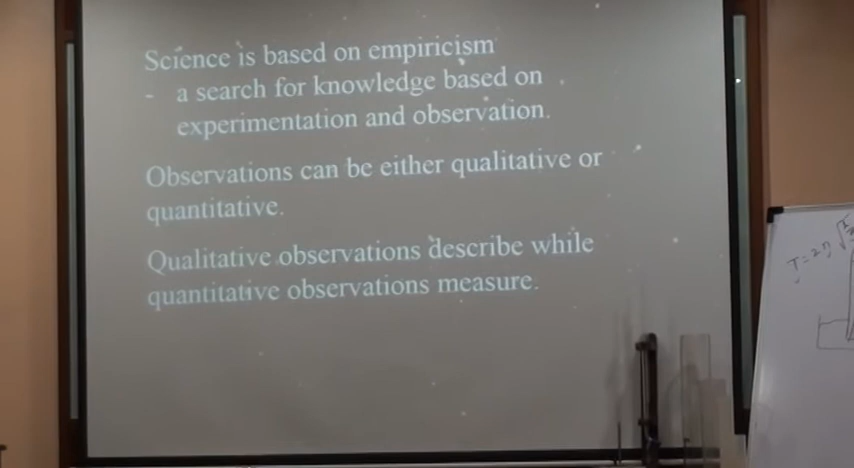 Science is based on empiricism
- a search for knowledge based on
experimentation and observation.
Observations can be either qualitative or
quantitative.
Qualitative observations describe while
quantitative observations measure.